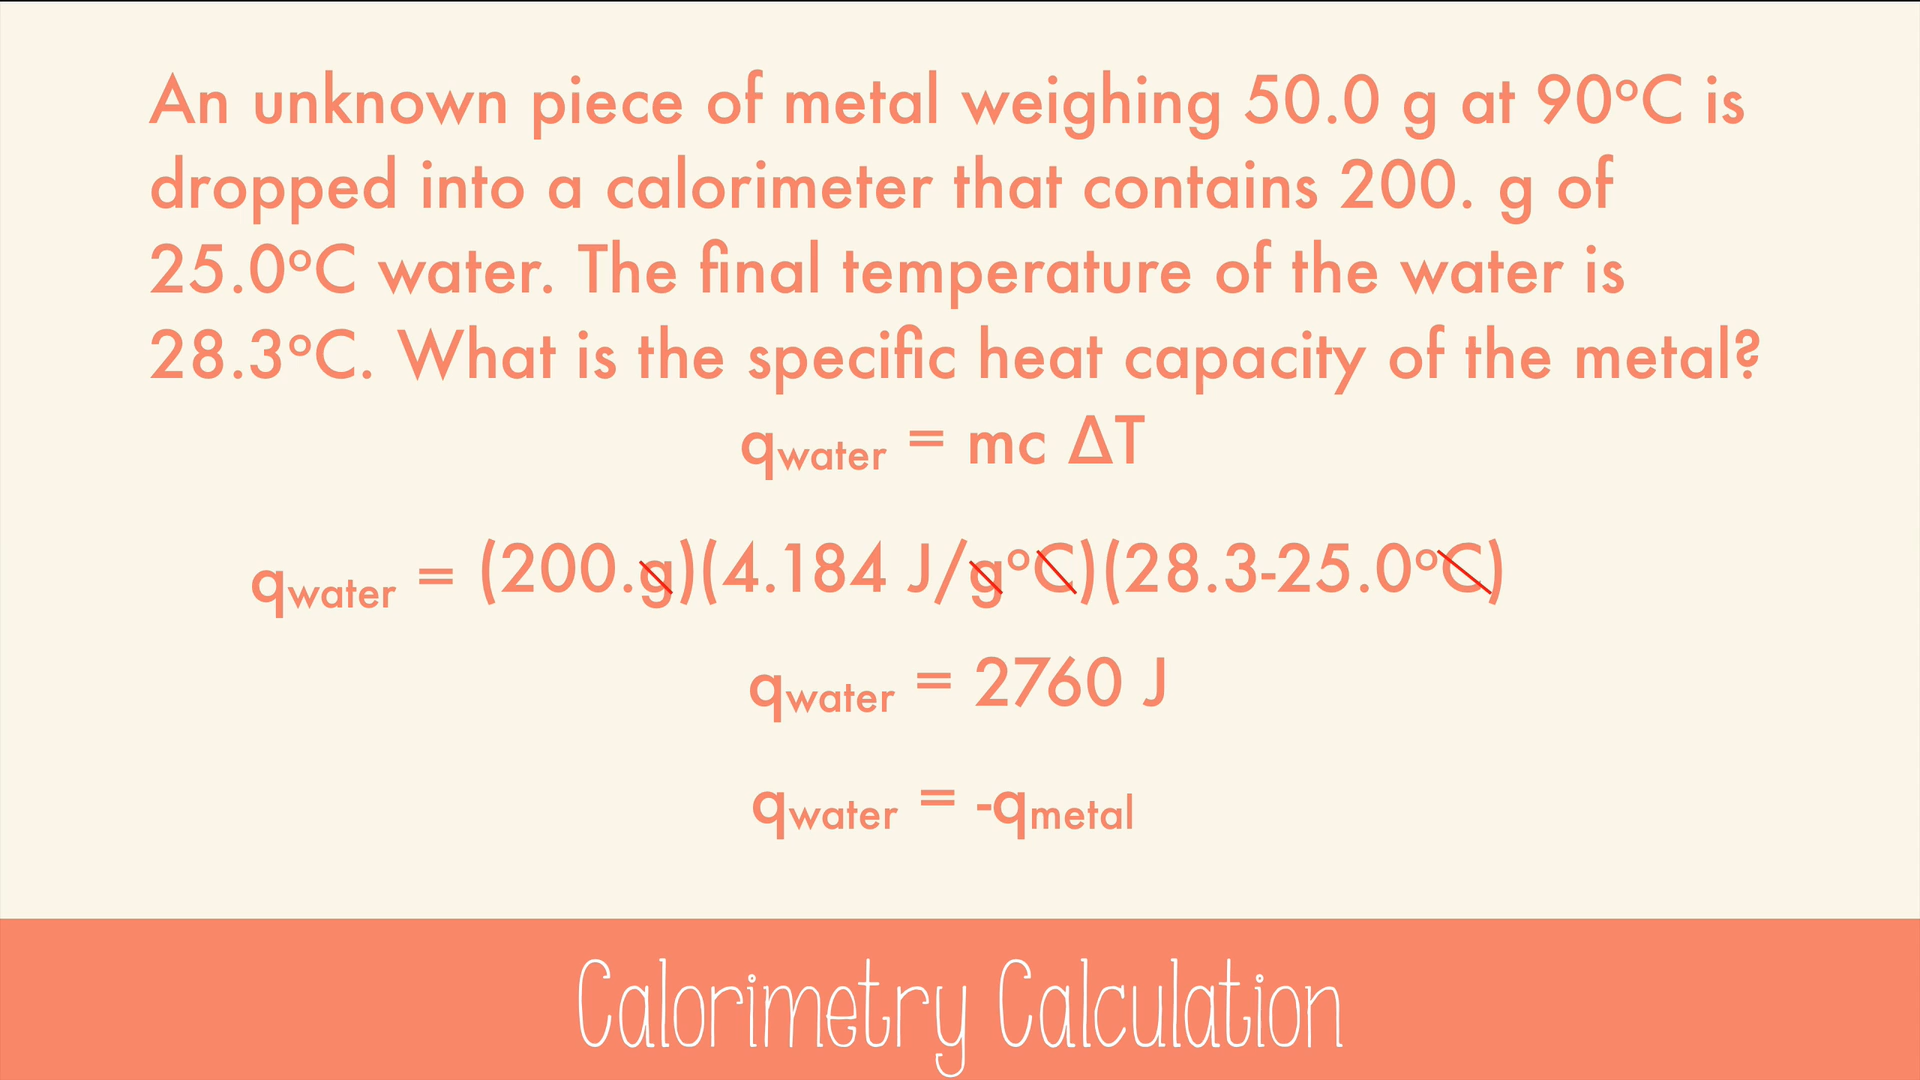 An unknown piece of metal weighing 50.0 g at 90°C is
dropped into a calorimeter that contains 200. g of
25.0°C water. The final temperature of the water is
28.3°C. What is the specific heat capacity of the metal?
qwater = mc ΔT
qwater = (200.g)(4.184 J/g°C)(28.3-25.0°C)
qwater = 2760 J
qwater = -qmetal
Calorimetry Calculation